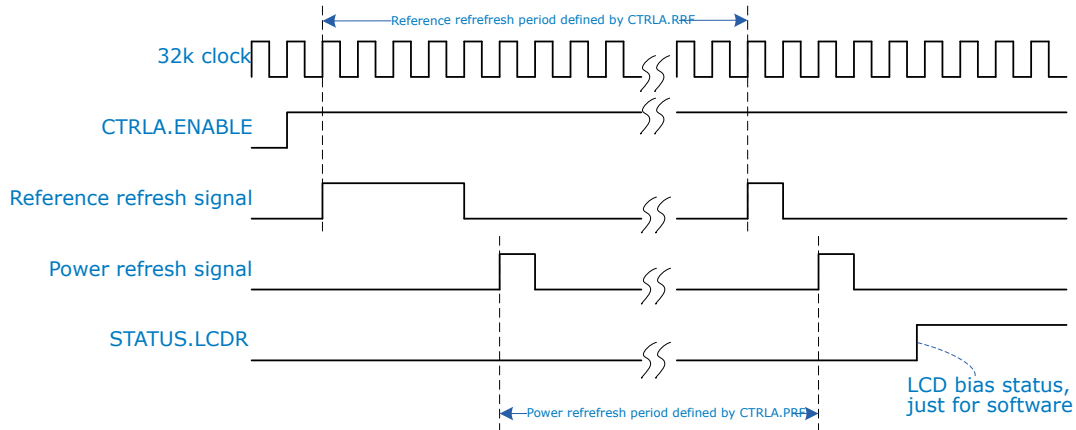 Reference refrefresh period defined by CTRLA.RRF
32k clock
CTRLA.ENABLE
Reference refresh signal
Power refresh signal
STATUS.LCDR
LCD bias status,
just for software
Power refrefresh period defined by CTRLA.PRF